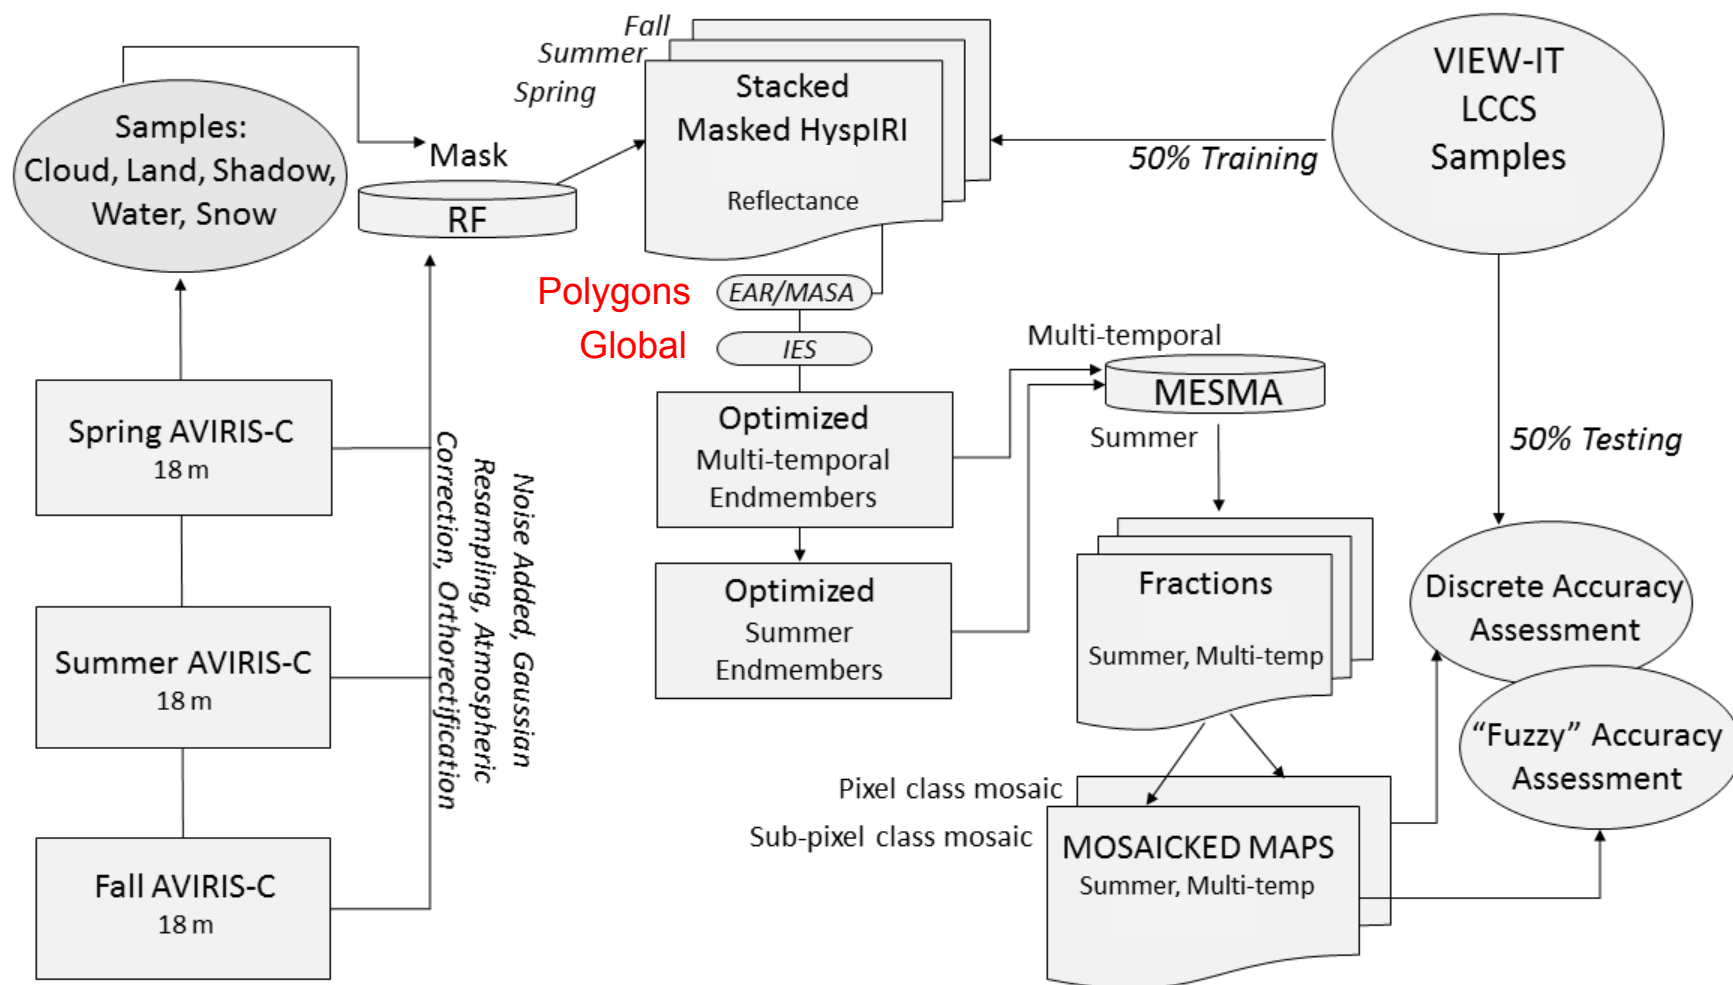 Samples:
Cloud, Land, Shadow,
Water, Snow
Mask
RF
Fall
Summer
Spring
Stacked
Masked HyspIRI
Reflectance
50% Training
VIEW-IT
LCCS
Samples
Polygons
EAR/MASA
Global
IES
Spring AVIRIS-C
18 m
Summer AVIRIS-C
18 m
Fall AVIRIS-C
18 m
Noise Added, Gaussian
Resampling, Atmospheric
Correction, Orthorectification
Optimized
Multi-temporal
Endmembers
Optimized
Summer
Endmembers
Multi-temporal
MESMA
Summer
50% Testing
Fractions
Summer, Multi-temp
Discrete Accuracy
Assessment
“Fuzzy” Accuracy
Assessment
Pixel class mosaic
Sub-pixel class mosaic
MOSAICKED MAPS
Summer, Multi-temp